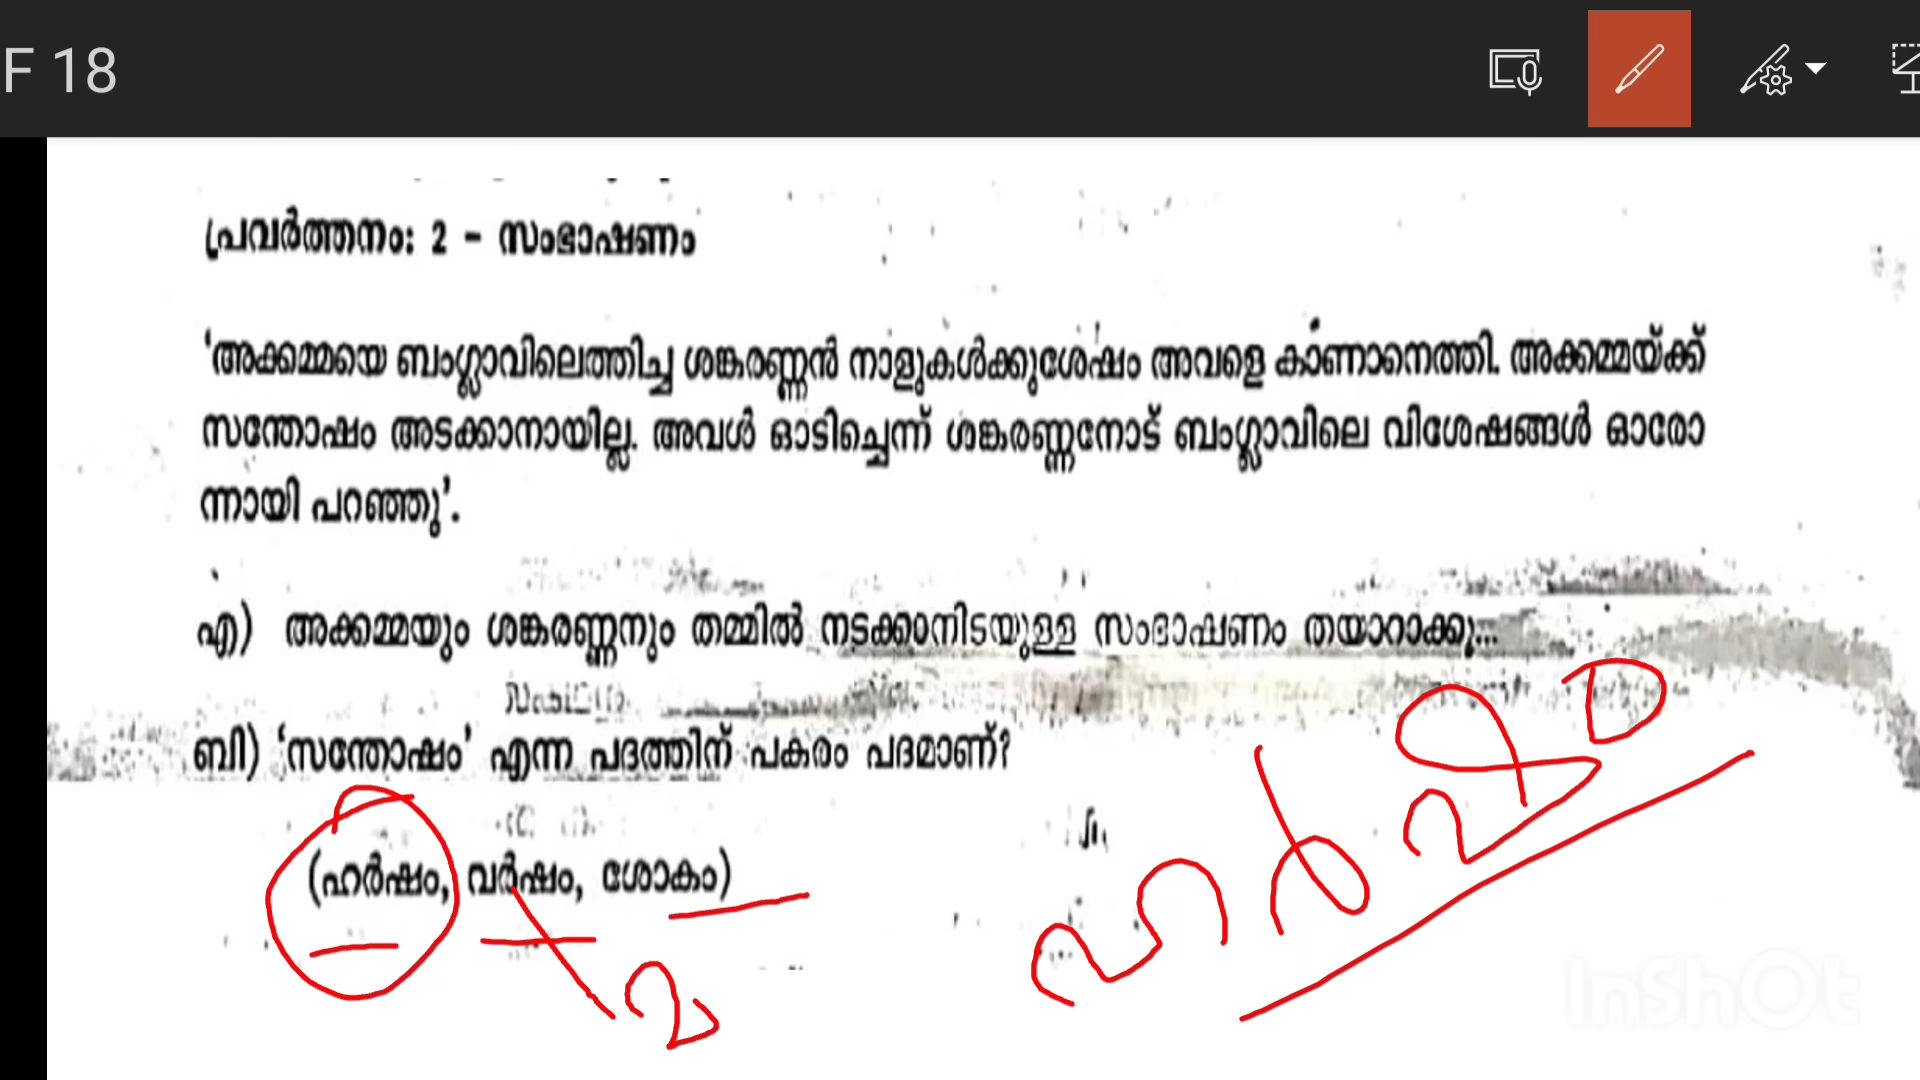 F 18
പ്രവർത്തനം: 2 - സംഭാഷണം
'അക്കമ്മയെ ബംഗ്ലാവിലെത്തിച്ച ശങ്കരണ്ണൻ നാളുകൾക്കുശേഷം അവളെ കാണാനെത്തി. അക്കമ്മയ്ക്ക്
സന്തോഷം അടക്കാനായില്ല. അവൾ ഓടിച്ചെന്ന് ശങ്കരണ്ണനോട് ബംഗ്ലാവിലെ വിശേഷങ്ങൾ ഓരോ
ന്നായി പറഞ്ഞു'.
എ) അക്കമ്മയും ശങ്കരണ്ണനും തമ്മിൽ നടക്കാനിടയുള്ള സംഭാഷണം തയാറാക്കൂ...
ബി) 'സന്തോഷം' എന്ന പദത്തിന് പകരം പദമാണ്?
(ഹർഷം, വർഷം, ശോകം)
ഹർഷം
InShOt